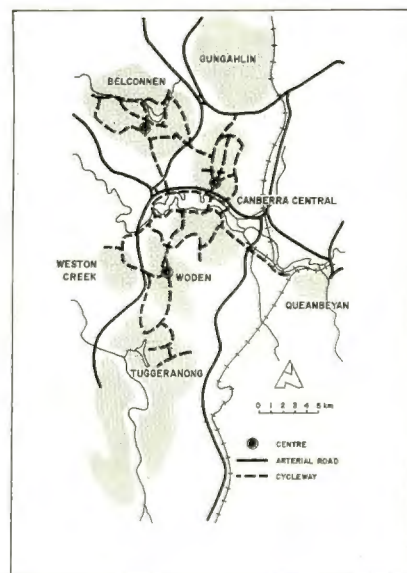 GUNGAHLIN
BELCONNEN
CANBERRA CENTRAL
WESTON
CREEK
WODEN
QUEANBEYAN
TUGGERANONG
0 1 2 3 4 5 km
CENTRE
ARTERIAL ROAD
CYCLEWAY